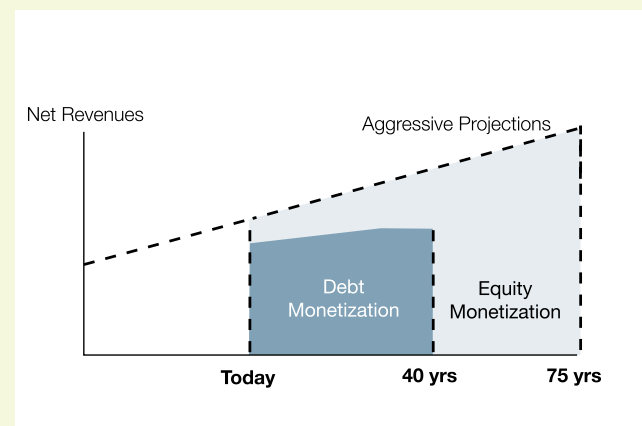 Net Revenues
Aggressive Projections
Debt
Monetization
Equity
Monetization
Today
40 yrs
75 yrs